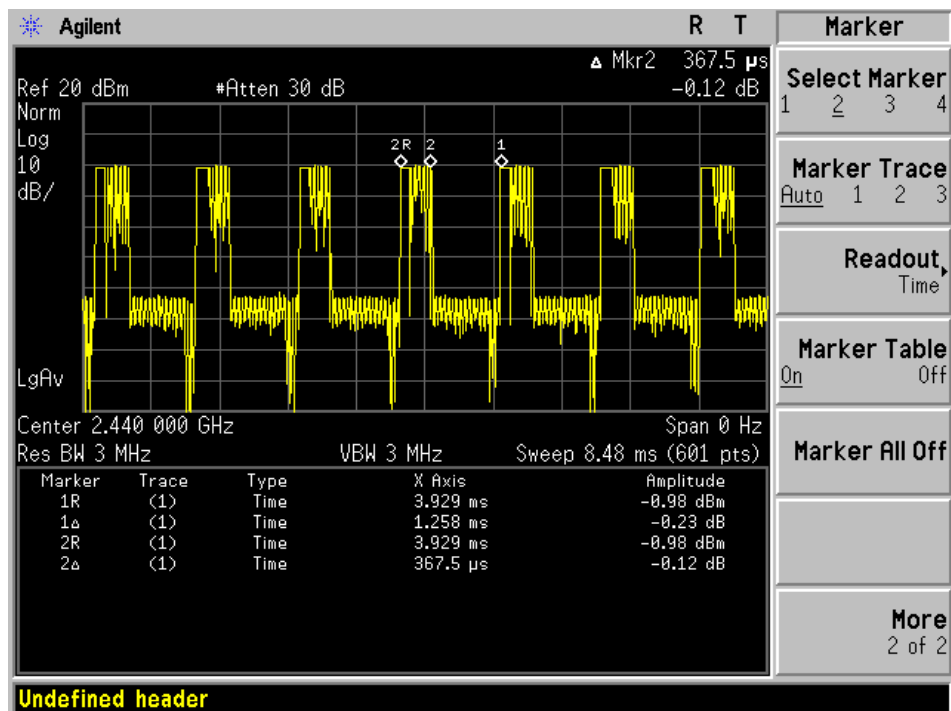 Agilent R T Marker
Δ Mkr2 367.5 µs
Ref 20 dBm #Atten 30 dB -0.12 dB
Norm
Log
10
dB/
2R 2 1
LgAv
Center 2.440 000 GHz Span 0 Hz
Res BW 3 MHz VBW 3 MHz Sweep 8.48 ms (601 pts)
Marker Trace Type X Axis Amplitude
1R (1) Time 3.929 ms -0.98 dBm
1Δ (1) Time 1.258 ms -0.23 dB
2R (1) Time 3.929 ms -0.98 dBm
2Δ (1) Time 367.5 µs -0.12 dB
Select Marker
1 2 3 4
Marker Trace
Auto 1 2 3
Readout
Time
Marker Table
On Off
Marker All Off
More
2 of 2
Undefined header